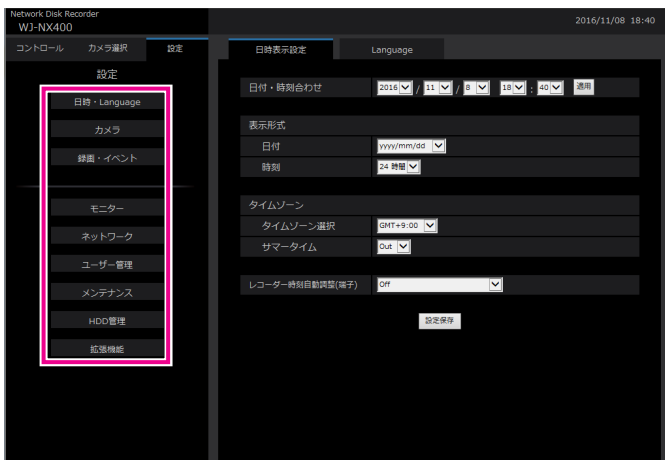 Network Disk Recorder
WJ-NX400
2016/11/08 18:40
コントロール カメラ選択 設定
設定
日時・Language
カメラ
録画・イベント
モニター
ネットワーク
ユーザー管理
メンテナンス
HDD管理
拡張機能
日時表示設定 Language
日付・時刻合わせ 2016 / 11 / 8 18 : 40 適用
表示形式
日付 yyyy/mm/dd
時刻 24 時間
タイムゾーン
タイムゾーン選択 GMT+9:00
サマータイム Out
レコーダー時刻自動調整(端子) Off
設定保存